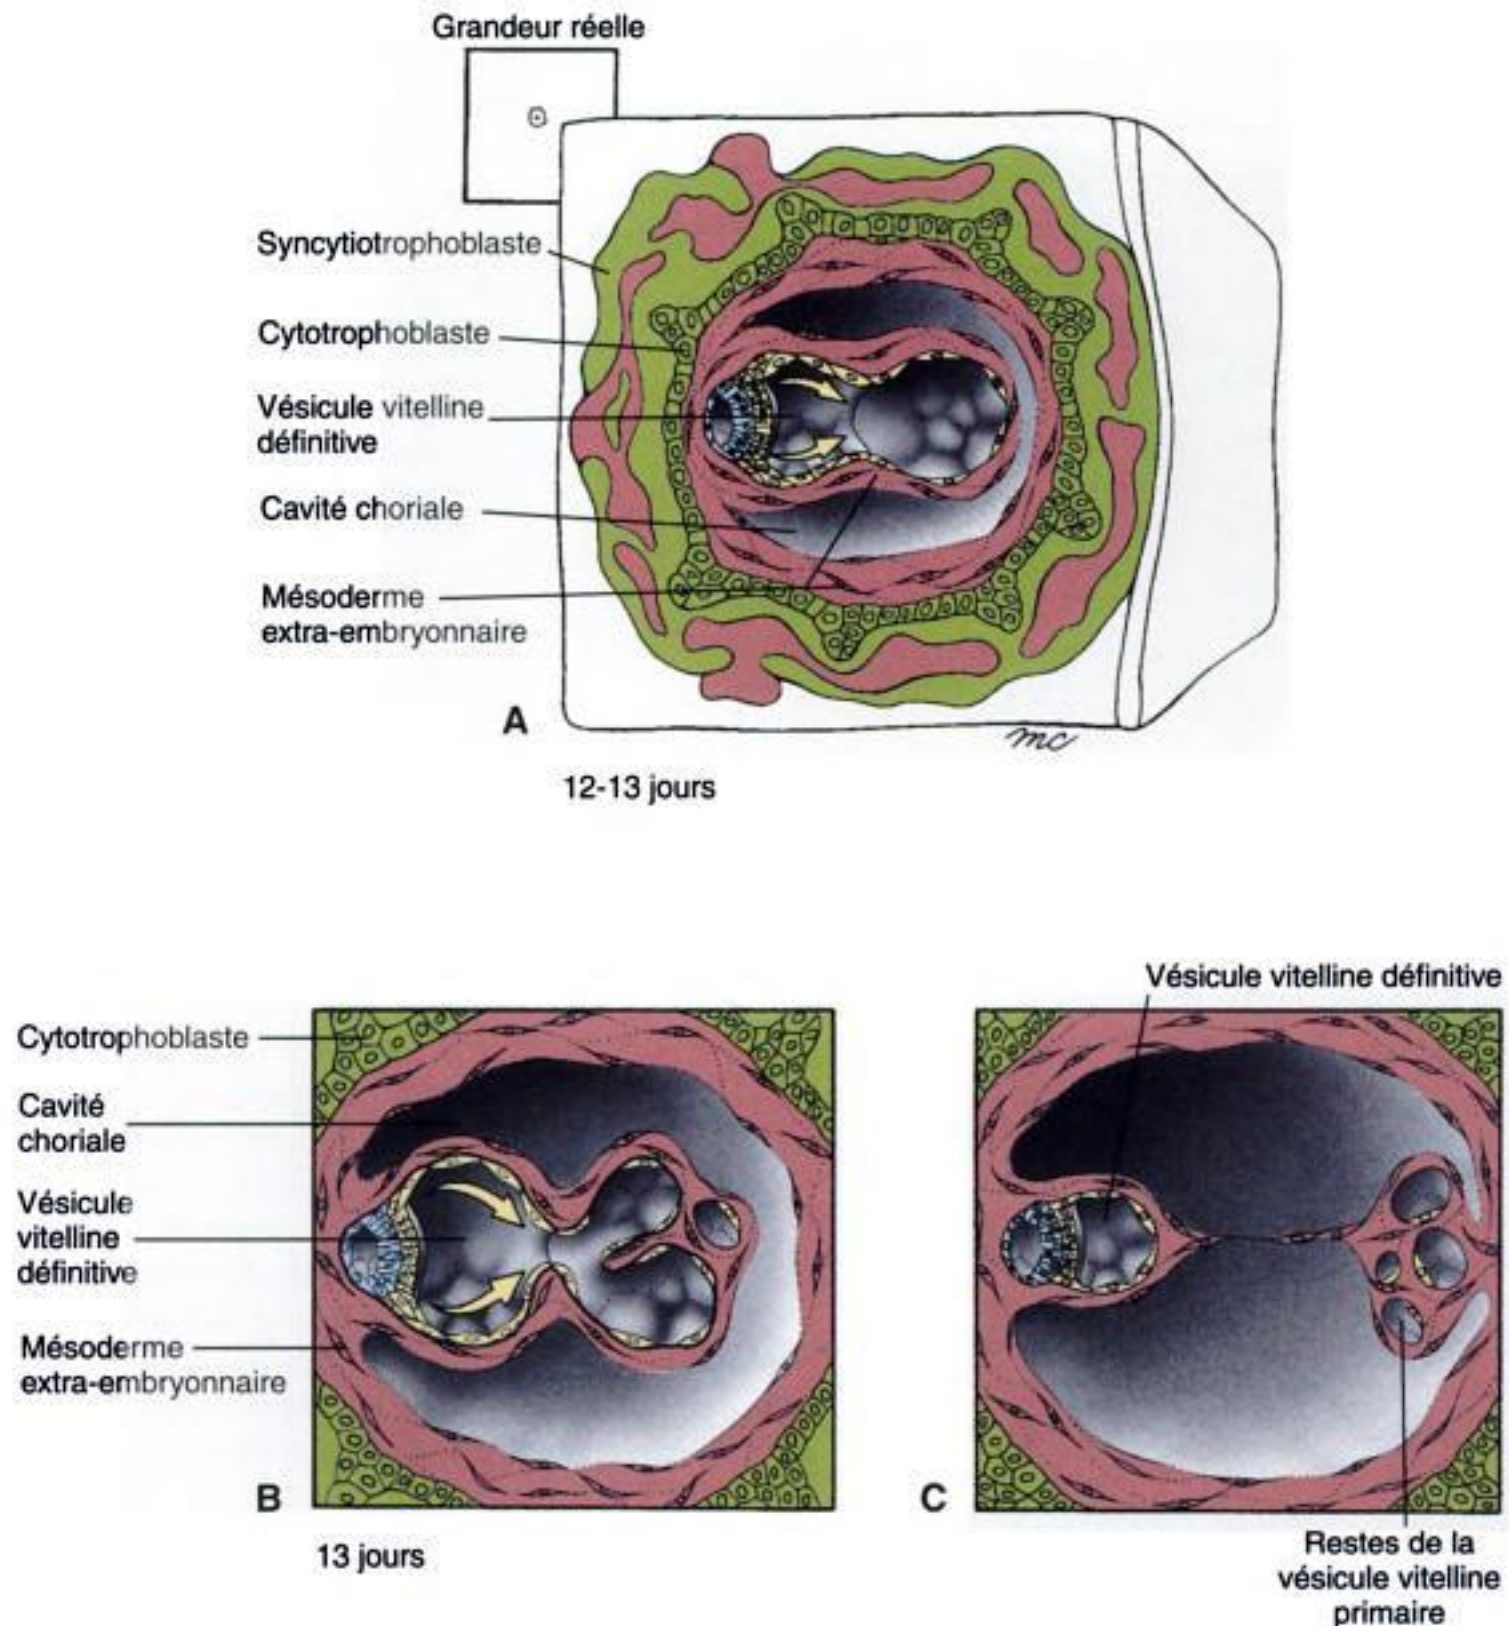 Grandeur réelle
Syncytiotrophoblaste
Cytotrophoblaste
Vésicule vitelline
définitive
Cavité choriale
Mésoderme
extra-embryonnaire
A
mc
12-13 jours
Vésicule vitelline définitive
Cytotrophoblaste
Cavité
choriale
Vésicule
vitelline
définitive
Mésoderme
extra-embryonnaire
B
C
13 jours
Restes de la
vésicule vitelline
primaire